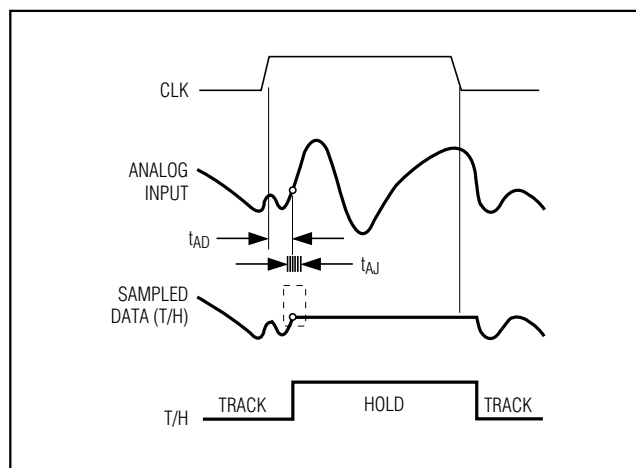 CLK
ANALOG
INPUT
tAD
tAJ
SAMPLED
DATA (T/H)
TRACK HOLD TRACK
T/H